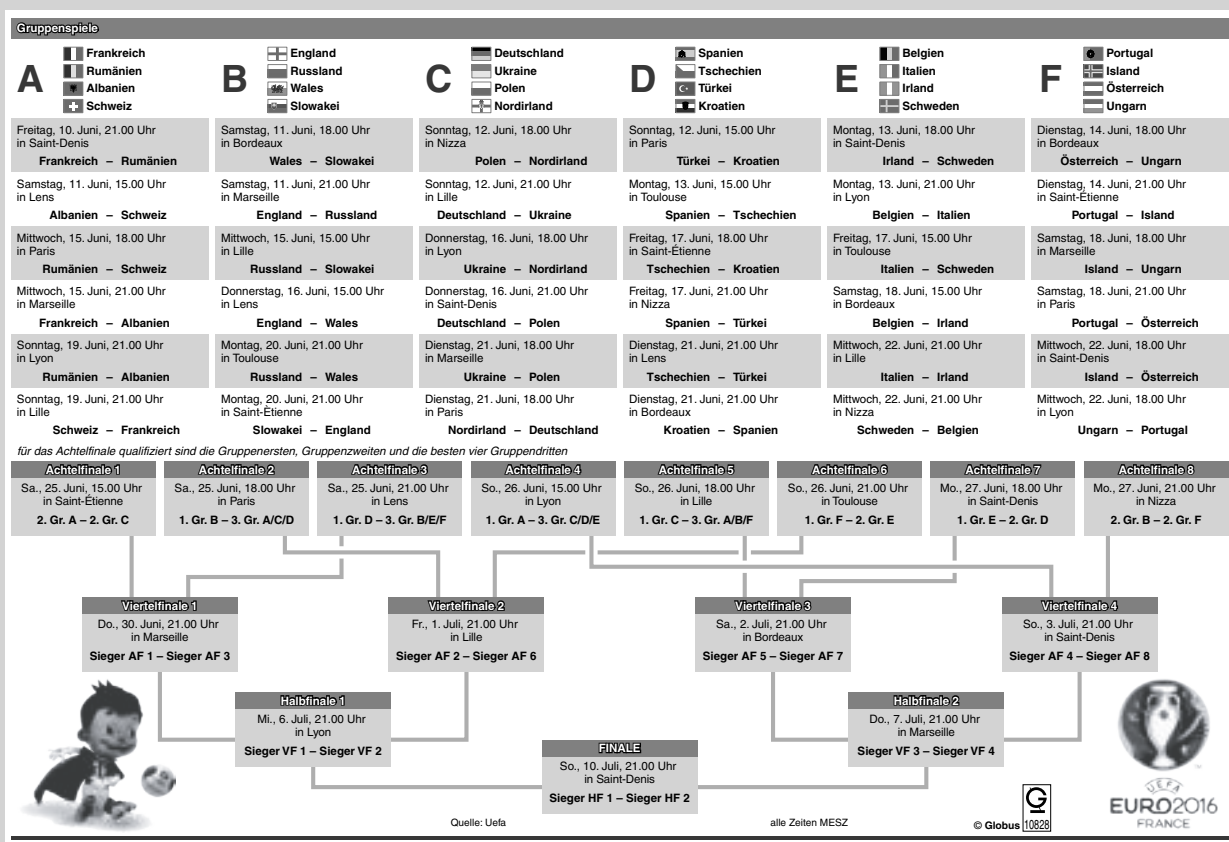 Gruppenspiele
A
Frankreich
Rumänien
Albanien
Schweiz
Freitag, 10. Juni, 21.00 Uhr
in Saint-Denis
Frankreich – Rumänien
Samstag, 11. Juni, 15.00 Uhr
in Lens
Albanien – Schweiz
Mittwoch, 15. Juni, 18.00 Uhr
in Paris
Rumänien – Schweiz
Mittwoch, 15. Juni, 21.00 Uhr
in Marseille
Frankreich – Albanien
Sonntag, 19. Juni, 21.00 Uhr
in Lyon
Rumänien – Albanien
Sonntag, 19. Juni, 21.00 Uhr
in Lille
Schweiz – Frankreich
B
England
Russland
Wales
Slowakei
Samstag, 11. Juni, 18.00 Uhr
in Bordeaux
Wales – Slowakei
Samstag, 11. Juni, 21.00 Uhr
in Marseille
England – Russland
Mittwoch, 15. Juni, 15.00 Uhr
in Lille
Russland – Slowakei
Donnerstag, 16. Juni, 15.00 Uhr
in Lens
England – Wales
Montag, 20. Juni, 21.00 Uhr
in Toulouse
Russland – Wales
Montag, 20. Juni, 21.00 Uhr
in Saint-Étienne
Slowakei – England
C
Deutschland
Ukraine
Polen
Nordirland
Sonntag, 12. Juni, 18.00 Uhr
in Nizza
Polen – Nordirland
Sonntag, 12. Juni, 21.00 Uhr
in Lille
Deutschland – Ukraine
Donnerstag, 16. Juni, 18.00 Uhr
in Lyon
Ukraine – Nordirland
Donnerstag, 16. Juni, 21.00 Uhr
in Saint-Denis
Deutschland – Polen
Dienstag, 21. Juni, 18.00 Uhr
in Marseille
Ukraine – Polen
Dienstag, 21. Juni, 18.00 Uhr
in Paris
Nordirland – Deutschland
D
Spanien
Tschechien
Türkei
Kroatien
Sonntag, 12. Juni, 15.00 Uhr
in Paris
Türkei – Kroatien
Montag, 13. Juni, 15.00 Uhr
in Toulouse
Spanien – Tschechien
Freitag, 17. Juni, 18.00 Uhr
in Saint-Étienne
Tschechien – Kroatien
Freitag, 17. Juni, 21.00 Uhr
in Nizza
Spanien – Türkei
Dienstag, 21. Juni, 21.00 Uhr
in Lens
Tschechien – Türkei
Dienstag, 21. Juni, 21.00 Uhr
in Bordeaux
Kroatien – Spanien
E
Belgien
Italien
Irland
Schweden
Montag, 13. Juni, 18.00 Uhr
in Saint-Denis
Irland – Schweden
Montag, 13. Juni, 21.00 Uhr
in Lyon
Belgien – Italien
Freitag, 17. Juni, 15.00 Uhr
in Toulouse
Italien – Schweden
Samstag, 18. Juni, 15.00 Uhr
in Bordeaux
Belgien – Irland
Mittwoch, 22. Juni, 21.00 Uhr
in Lille
Italien – Irland
Mittwoch, 22. Juni, 21.00 Uhr
in Nizza
Schweden – Belgien
F
Portugal
Island
Österreich
Ungarn
Dienstag, 14. Juni, 18.00 Uhr
in Bordeaux
Österreich – Ungarn
Dienstag, 14. Juni, 21.00 Uhr
in Saint-Étienne
Portugal – Island
Samstag, 18. Juni, 18.00 Uhr
in Marseille
Island – Ungarn
Samstag, 18. Juni, 21.00 Uhr
in Paris
Portugal – Österreich
Mittwoch, 22. Juni, 18.00 Uhr
in Saint-Denis
Island – Österreich
Mittwoch, 22. Juni, 18.00 Uhr
in Lyon
Ungarn – Portugal
für das Achtelfinale qualifiziert sind die Gruppenersten, Gruppenzweiten und die besten vier Gruppendritten
Achtelfinale 1
Sa., 25. Juni, 15.00 Uhr
in Saint-Étienne
2. Gr. A – 2. Gr. C
Achtelfinale 2
Sa., 25. Juni, 18.00 Uhr
in Paris
1. Gr. B – 3. Gr. A/C/D
Achtelfinale 3
Sa., 25. Juni, 21.00 Uhr
in Lens
1. Gr. D – 3. Gr. B/E/F
Achtelfinale 4
So., 26. Juni, 15.00 Uhr
in Lyon
1. Gr. A – 3. Gr. C/D/E
Achtelfinale 5
So., 26. Juni, 18.00 Uhr
in Lille
1. Gr. C – 3. Gr. A/B/F
Achtelfinale 6
So., 26. Juni, 21.00 Uhr
in Toulouse
1. Gr. F – 2. Gr. E
Achtelfinale 7
Mo., 27. Juni, 18.00 Uhr
in Saint-Denis
1. Gr. E – 2. Gr. D
Achtelfinale 8
Mo., 27. Juni, 21.00 Uhr
in Nizza
2. Gr. B – 2. Gr. F
Viertelfinale 1
Do., 30. Juni, 21.00 Uhr
in Marseille
Sieger AF 1 – Sieger AF 3
Viertelfinale 2
Fr., 1. Juli, 21.00 Uhr
in Lille
Sieger AF 2 – Sieger AF 6
Viertelfinale 3
Sa., 2. Juli, 21.00 Uhr
in Bordeaux
Sieger AF 5 – Sieger AF 7
Viertelfinale 4
So., 3. Juli, 21.00 Uhr
in Saint-Denis
Sieger AF 4 – Sieger AF 8
Halbfinale 1
Mi., 6. Juli, 21.00 Uhr
in Lyon
Sieger VF 1 – Sieger VF 2
Halbfinale 2
Do., 7. Juli, 21.00 Uhr
in Marseille
Sieger VF 3 – Sieger VF 4
FINALE
So., 10. Juli, 21.00 Uhr
in Saint-Denis
Sieger HF 1 – Sieger HF 2
Quelle: Uefa
alle Zeiten MESZ
© Globus 10828
G
UEFA
EURO2016
FRANCE